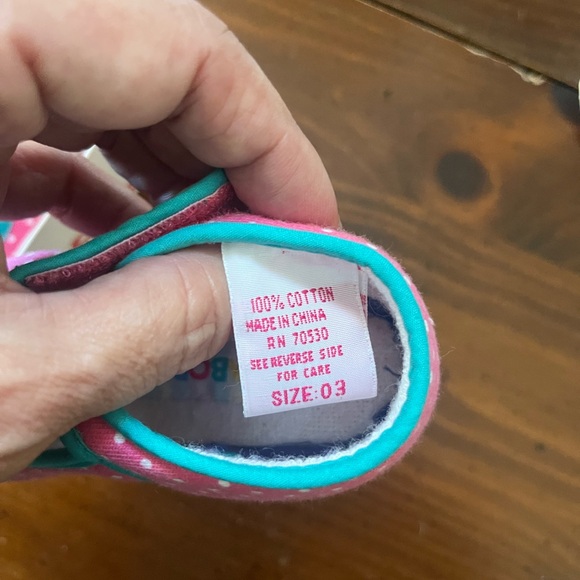 100% COTTON
MADE IN CHINA
RN 70530
SEE REVERSE SIDE
FOR CARE
SIZE: 03